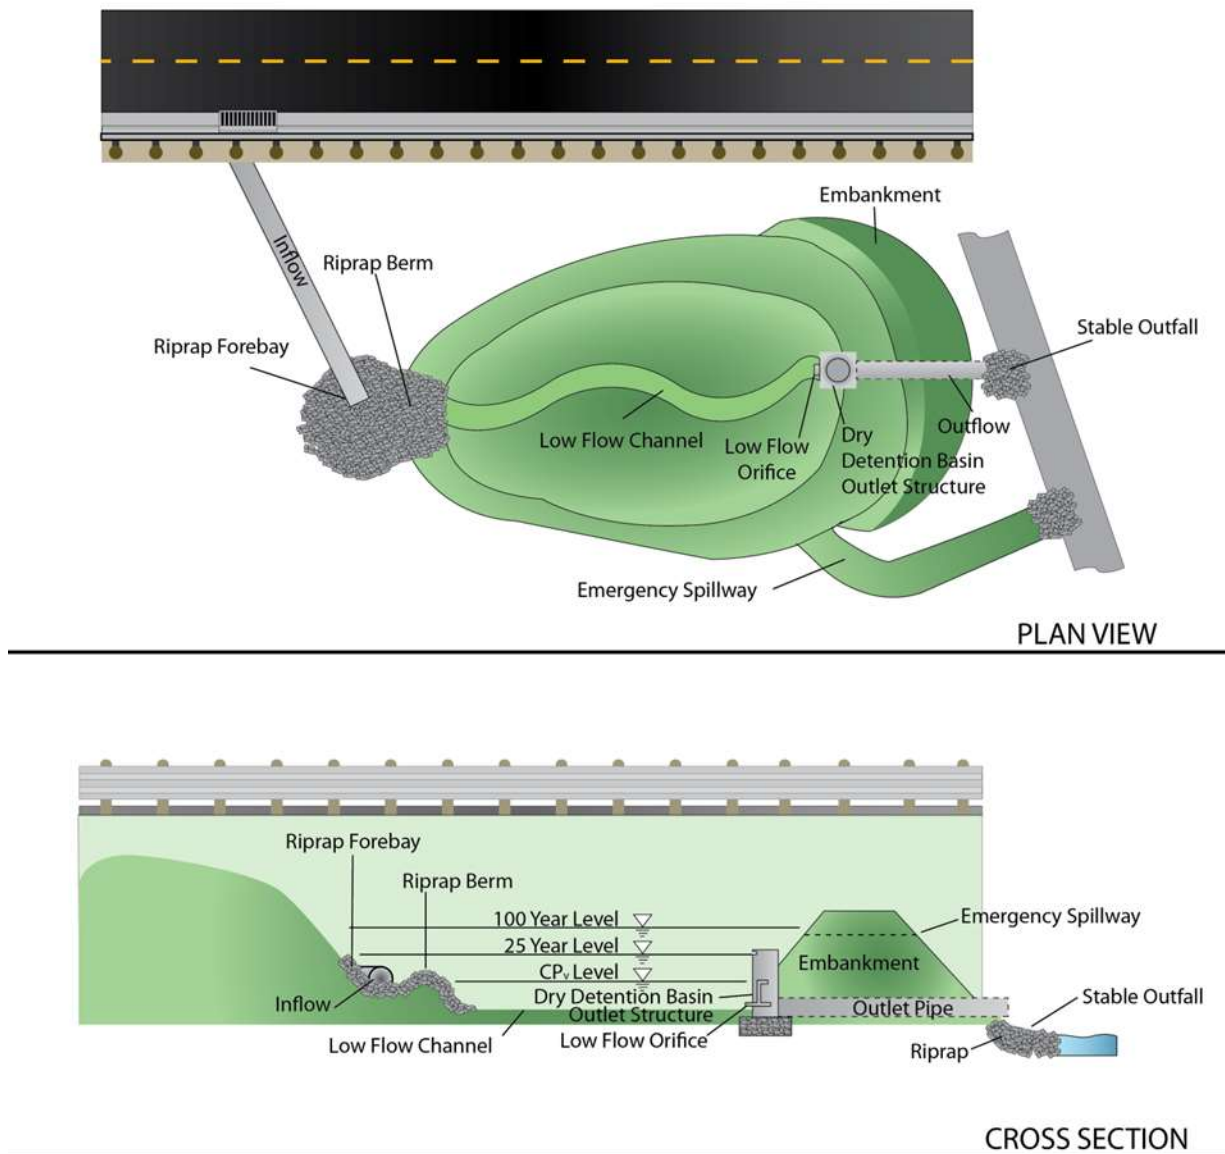 Embankment
Inflow
Riprap Berm
Riprap Forebay
Stable Outfall
Low Flow Channel
Low Flow
Orifice
Dry
Detention Basin
Outlet Structure
Outflow
Emergency Spillway
PLAN VIEW
Riprap Forebay
Riprap Berm
100 Year Level
Emergency Spillway
25 Year Level
Embankment
CPv Level
Inflow
Dry Detention Basin
Outlet Structure
Outlet Pipe
Stable Outfall
Low Flow Channel
Low Flow Orifice
Riprap
CROSS SECTION